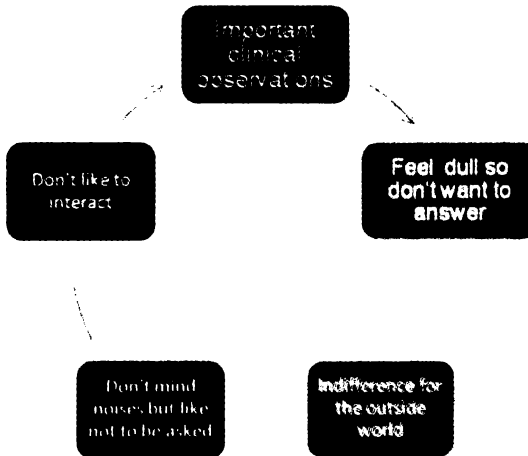 Important
clinical
observations
Feel dull so
don't want to
answer
Indifference for
the outside
world
Don't mind
noises but like
not to be asked
Don't like to
interact